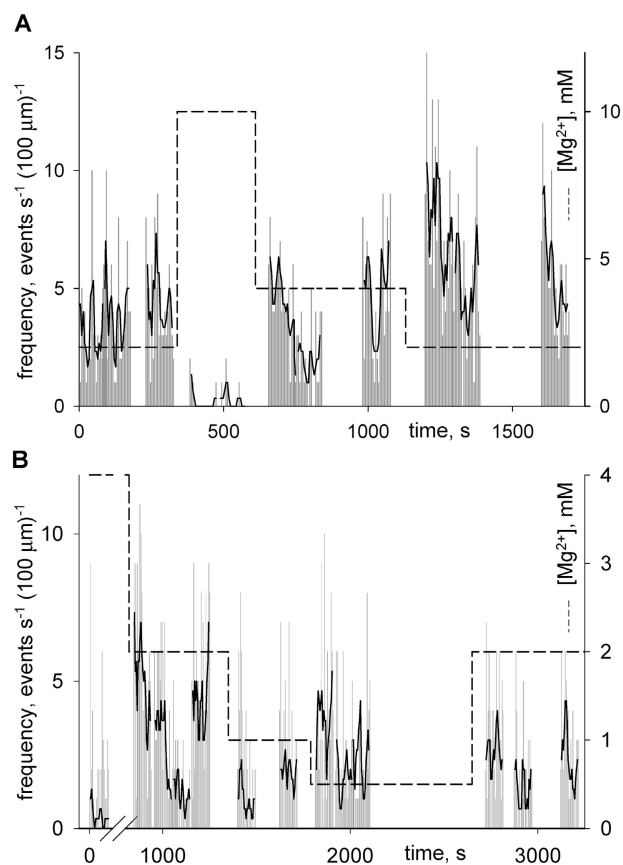 A
15
10
5
0
frequency, events s⁻¹ (100 µm)⁻¹
10
5
0
[Mg²⁺], mM
0 500 1000 time, s 1500
B
10
5
0
frequency, events s⁻¹ (100 µm)⁻¹
4
3
2
1
0
[Mg²⁺], mM
0 1000 2000 time, s 3000